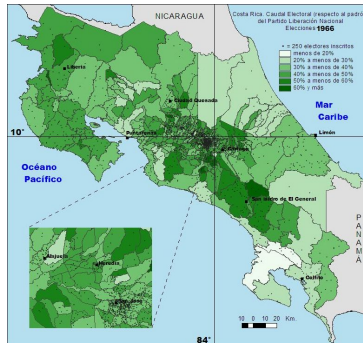 NICARAGUA
Costa Rica. Caudal Electoral (respecto al padrón)
del Partido Liberación Nacional
Elecciones 1966
• = 250 electores inscritos
menos de 20%
20% a menos de 30%
30% a menos de 40%
40% a menos de 50%
50% a menos de 60%
60% y más
Liberia
Ciudad Quesada
Mar
Caribe
10°
Puntarenas
Limón
Cartago
Océano
Pacífico
San Isidro de El General
PANAMÁ
Alajuela
Heredia
San José
Golfito
10 0 10 20 Km.
84°